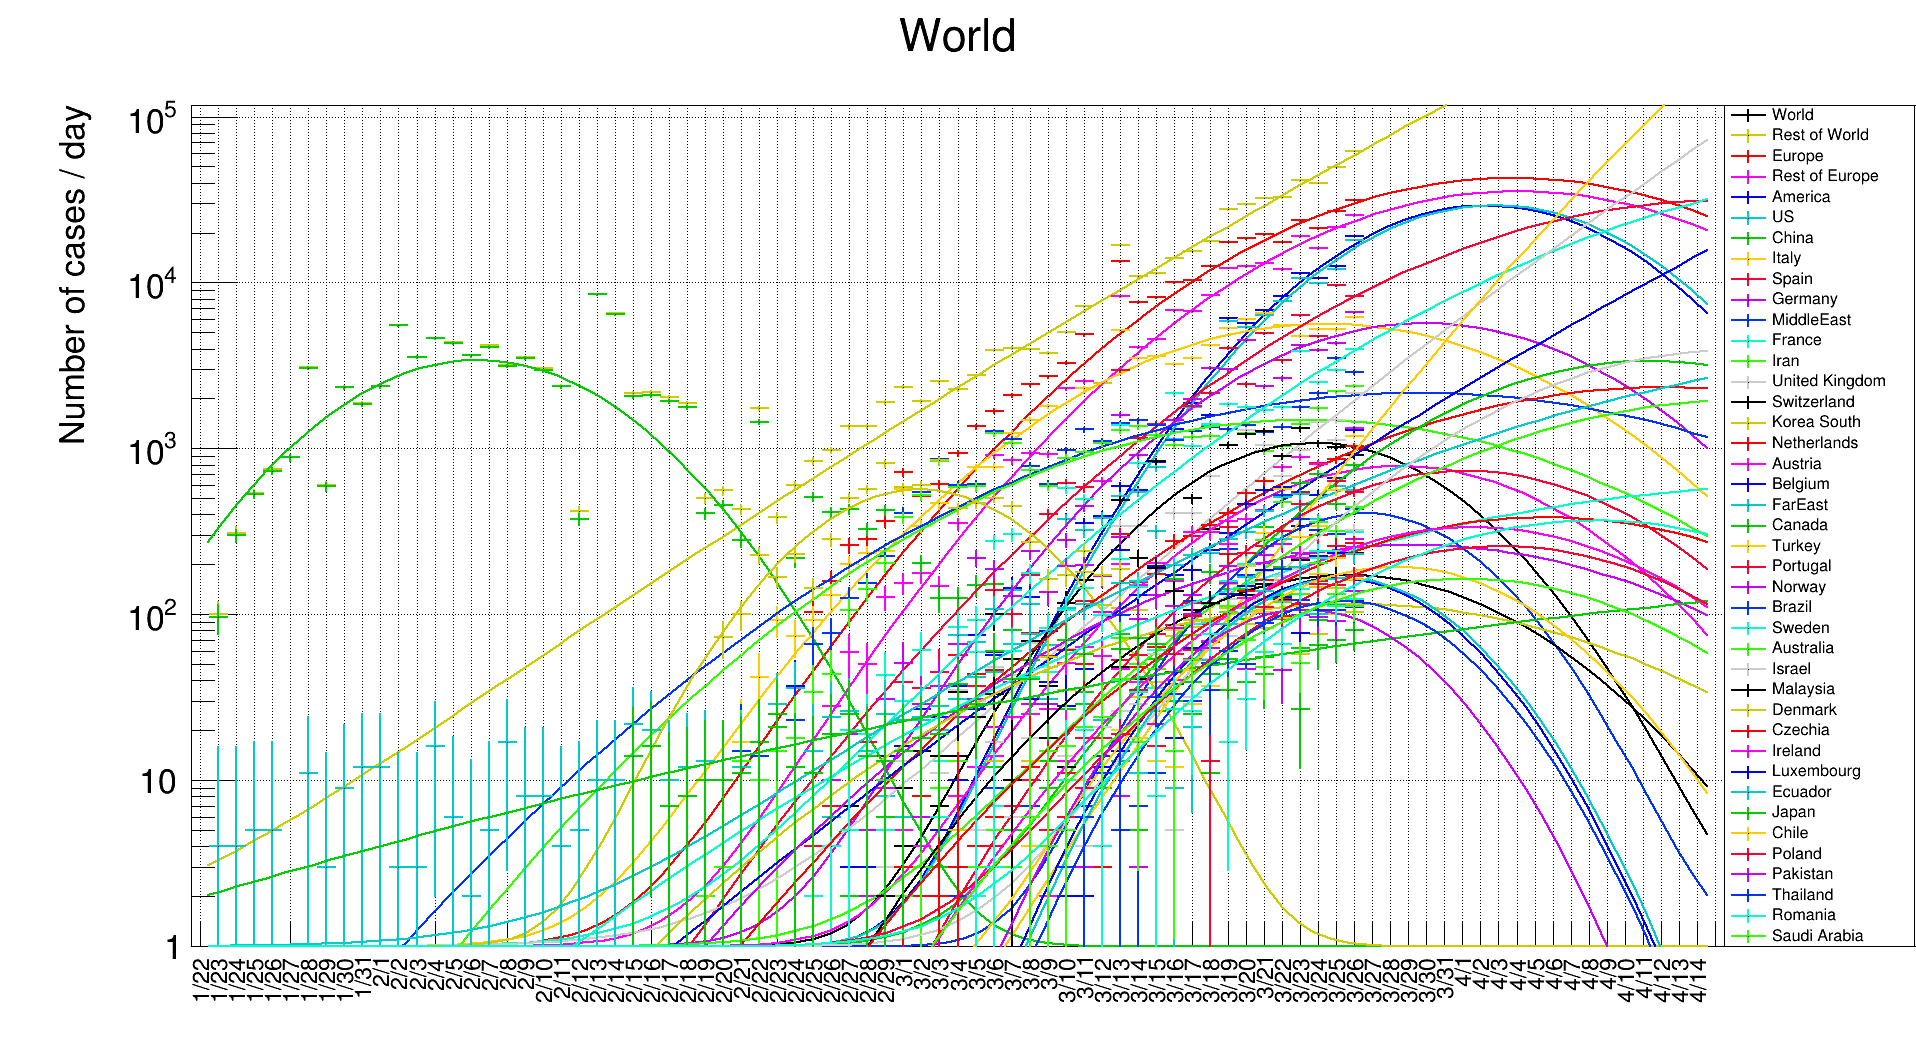 World
Number of cases / day
10^5
10^4
10^3
10^2
10
1
1/22
1/23
1/24
1/25
1/26
1/27
1/28
1/29
1/30
1/31
2/1
2/2
2/3
2/4
2/5
2/6
2/7
2/8
2/9
2/10
2/11
2/12
2/13
2/14
2/15
2/16
2/17
2/18
2/19
2/20
2/21
2/22
2/23
2/24
2/25
2/26
2/27
2/28
2/29
3/1
3/2
3/3
3/4
3/5
3/6
3/7
3/8
3/9
3/10
3/11
3/12
3/13
3/14
3/15
3/16
3/17
3/18
3/19
3/20
3/21
3/22
3/23
3/24
3/25
3/26
3/27
3/28
3/29
3/30
3/31
4/1
4/2
4/3
4/4
4/5
4/6
4/7
4/8
4/9
4/10
4/11
4/12
4/13
4/14
World
Rest of World
Europe
Rest of Europe
America
US
China
Italy
Spain
Germany
MiddleEast
France
Iran
United Kingdom
Switzerland
Korea South
Netherlands
Austria
Belgium
FarEast
Canada
Turkey
Portugal
Norway
Brazil
Sweden
Australia
Israel
Malaysia
Denmark
Czechia
Ireland
Luxembourg
Ecuador
Japan
Chile
Poland
Pakistan
Thailand
Romania
Saudi Arabia